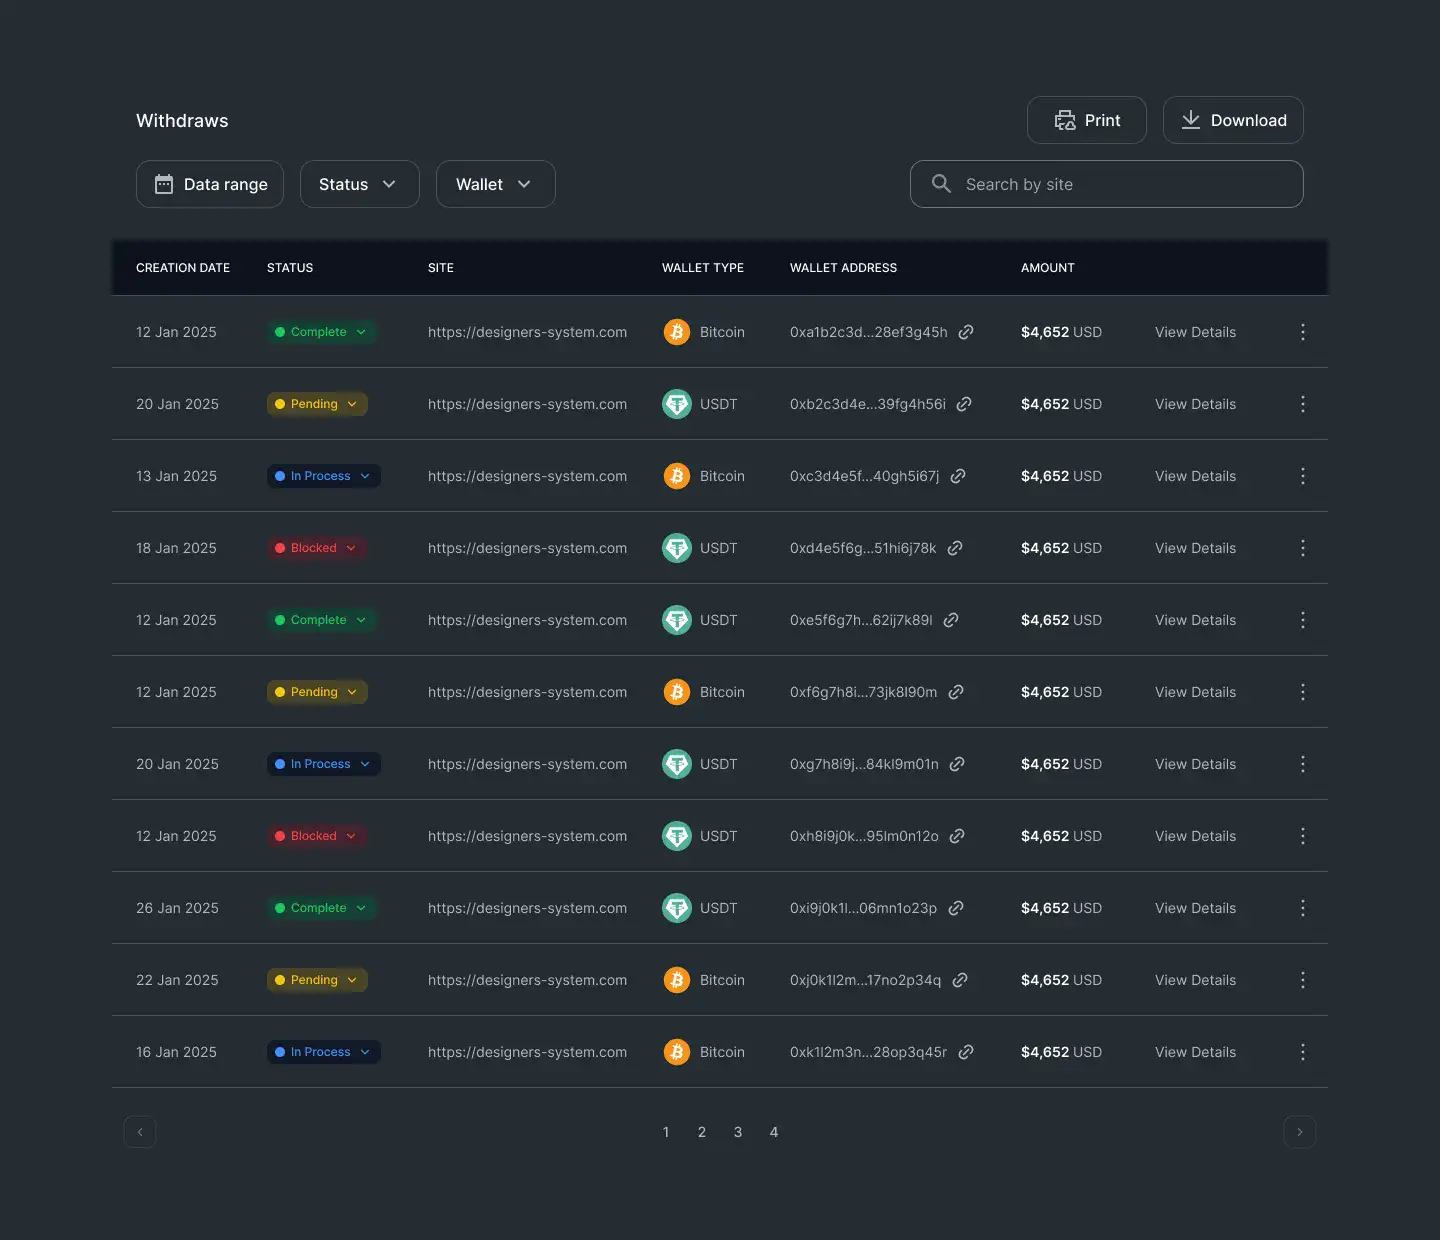 Withdraws
Print
Download
Data range
Status
Wallet
Search by site
CREATION DATE STATUS SITE WALLET TYPE WALLET ADDRESS AMOUNT
12 Jan 2025 Complete https://designers-system.com Bitcoin 0xa1b2c3d...28ef3g45h $4,652 USD View Details
20 Jan 2025 Pending https://designers-system.com USDT 0xb2c3d4e...39fg4h56i $4,652 USD View Details
13 Jan 2025 In Process https://designers-system.com Bitcoin 0xc3d4e5f...40gh5i67j $4,652 USD View Details
18 Jan 2025 Blocked https://designers-system.com USDT 0xd4e5f6g...51hi6j78k $4,652 USD View Details
12 Jan 2025 Complete https://designers-system.com USDT 0xe5f6g7h...62ij7k89l $4,652 USD View Details
12 Jan 2025 Pending https://designers-system.com Bitcoin 0xf6g7h8i...73jk8l90m $4,652 USD View Details
20 Jan 2025 In Process https://designers-system.com USDT 0xg7h8i9j...84kl9m01n $4,652 USD View Details
12 Jan 2025 Blocked https://designers-system.com USDT 0xh8i9j0k...95lm0n12o $4,652 USD View Details
26 Jan 2025 Complete https://designers-system.com USDT 0xi9j0k1l...06mn1o23p $4,652 USD View Details
22 Jan 2025 Pending https://designers-system.com Bitcoin 0xj0k1l2m...17no2p34q $4,652 USD View Details
16 Jan 2025 In Process https://designers-system.com Bitcoin 0xk1l2m3n...28op3q45r $4,652 USD View Details
1 2 3 4